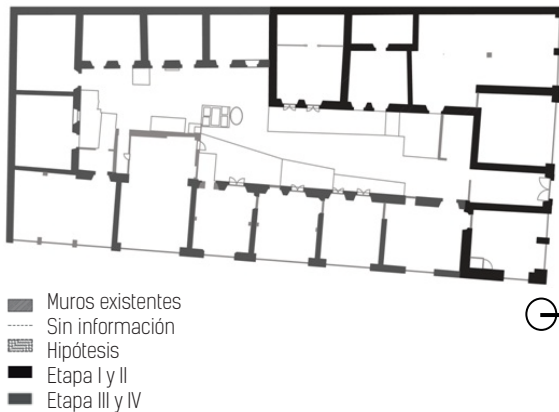 Muros existentes
Sin información
Hipótesis
Etapa I y II
Etapa III y IV